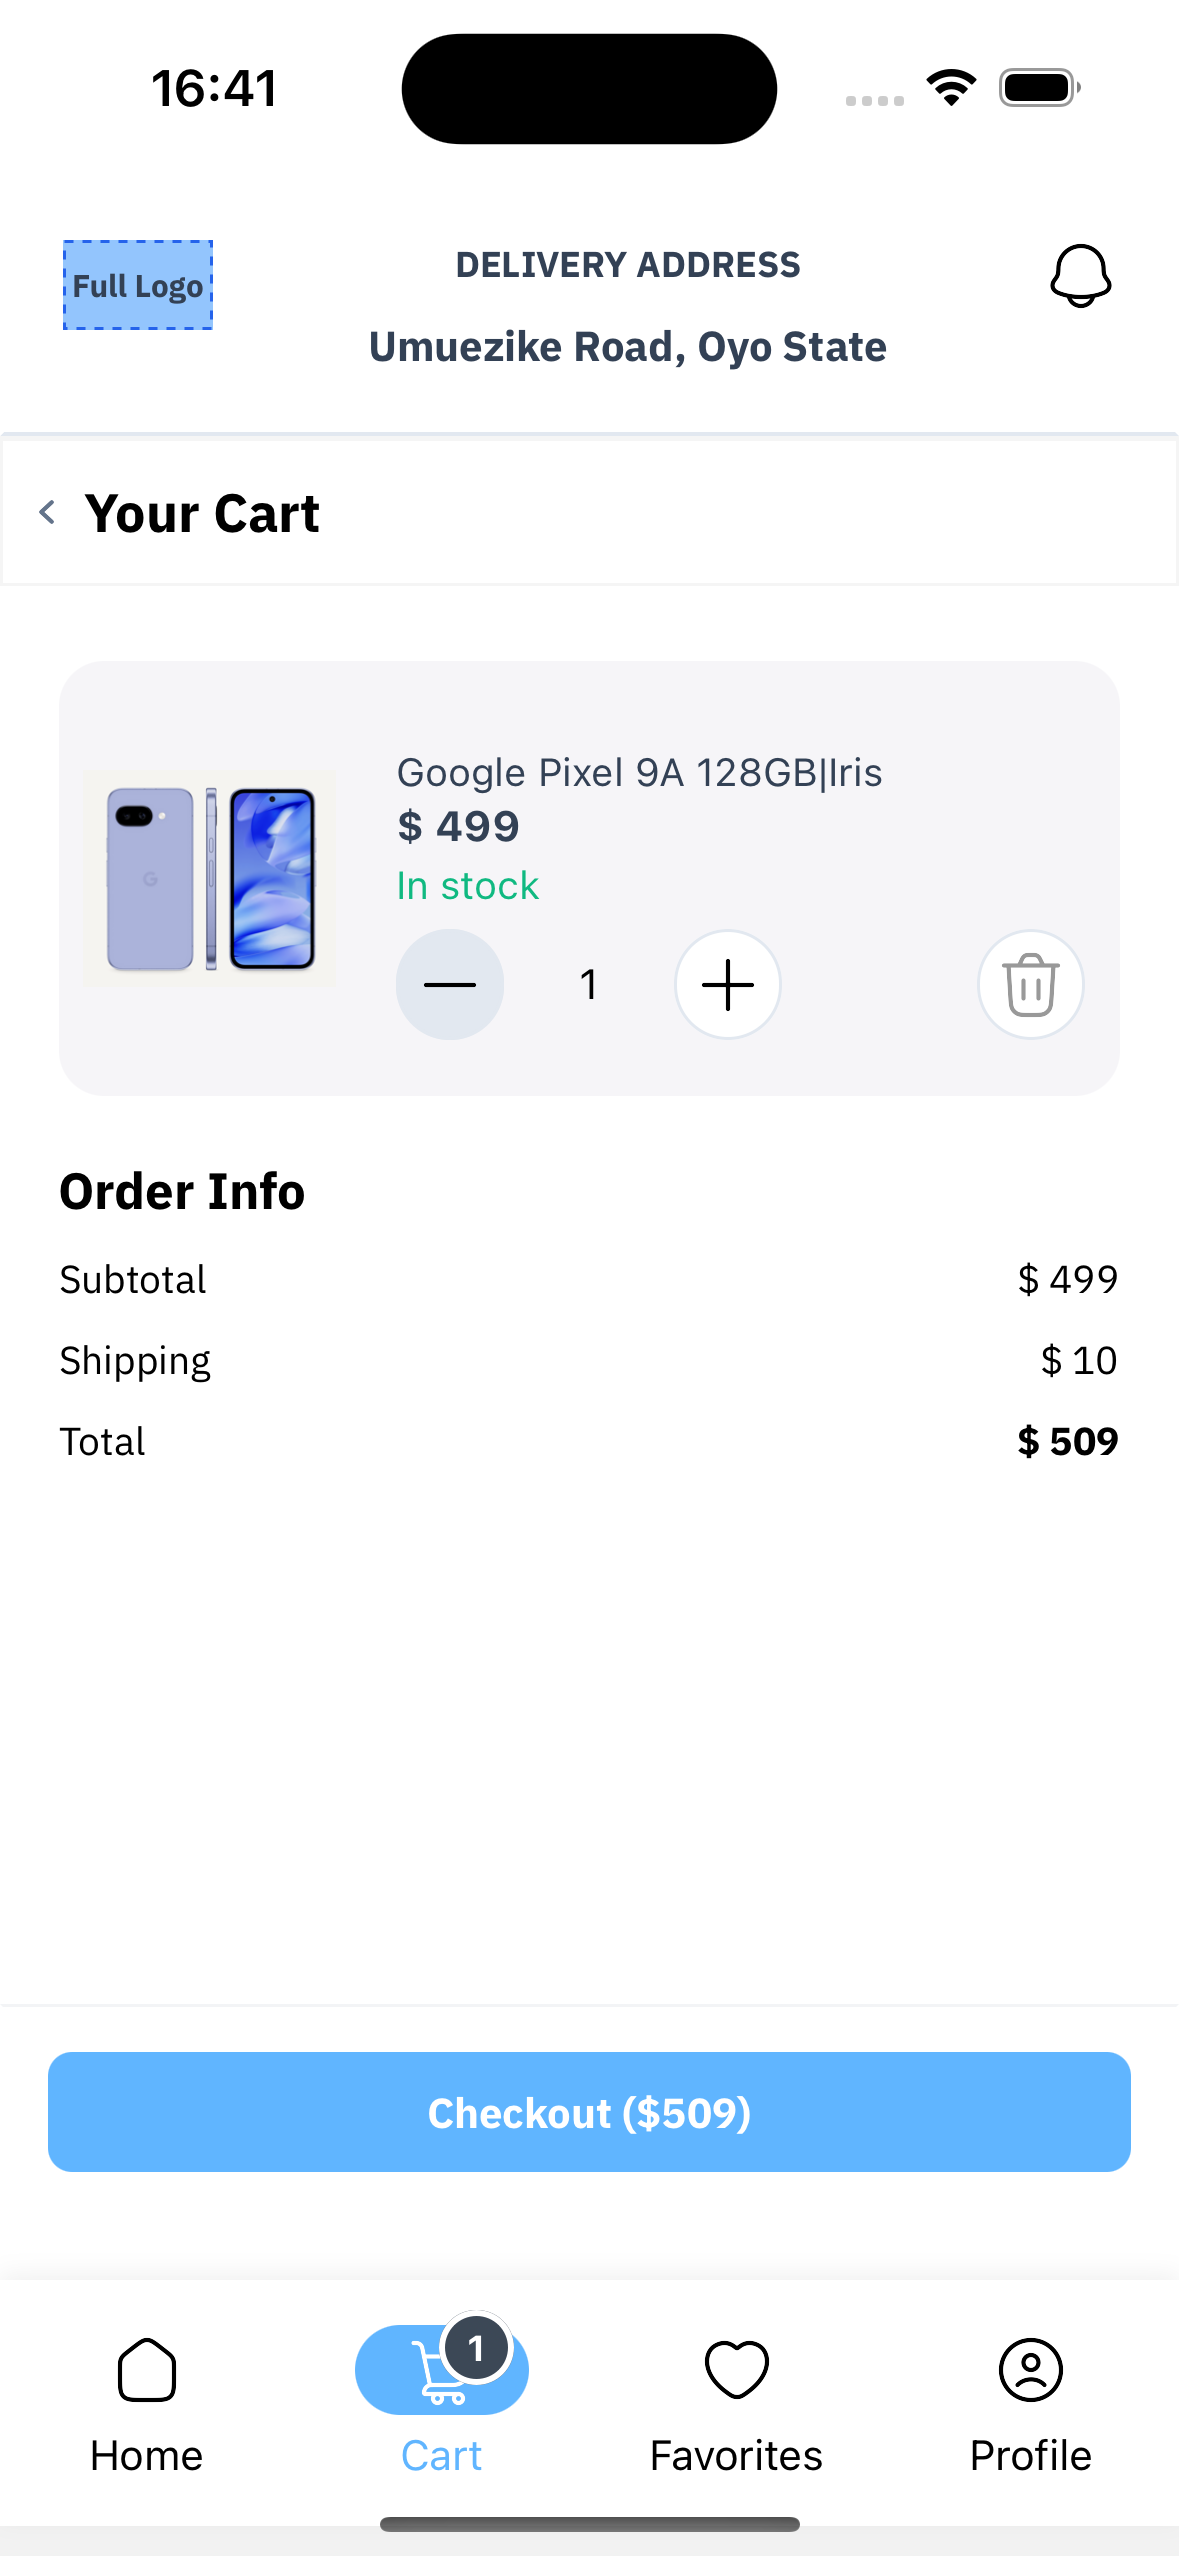 16:41
Full Logo
DELIVERY ADDRESS
Umuezike Road, Oyo State
Your Cart
Google Pixel 9A 128GB|Iris
$ 499
In stock
1
Order Info
Subtotal $ 499
Shipping $ 10
Total $ 509
Checkout ($509)
1
Home Cart Favorites Profile